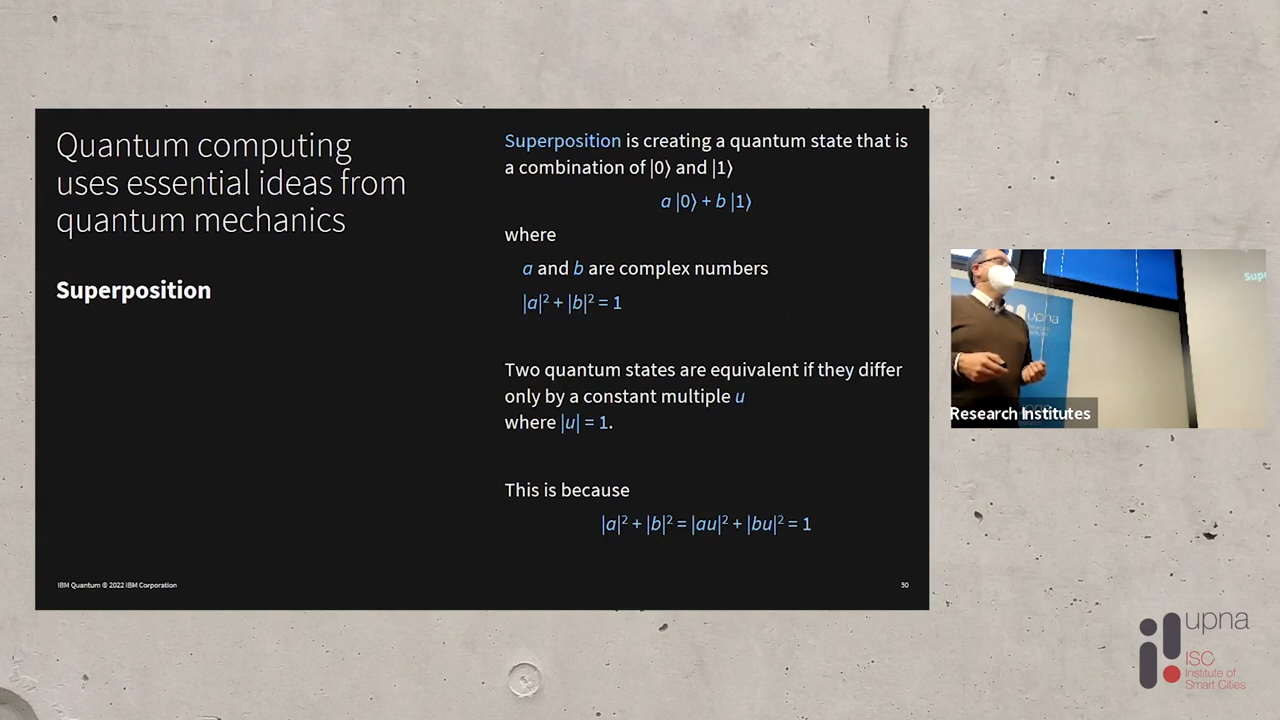 Quantum computing
uses essential ideas from
quantum mechanics
Superposition
Superposition is creating a quantum state that is
a combination of |0⟩ and |1⟩
a |0⟩ + b |1⟩
where
a and b are complex numbers
|a|² + |b|² = 1
Two quantum states are equivalent if they differ
only by a constant multiple u
where |u| = 1.
This is because
|a|² + |b|² = |au|² + |bu|² = 1
IBM Quantum © 2022 IBM Corporation
50
upna
Research Institutes
upna
ISC
Institute of
Smart Cities